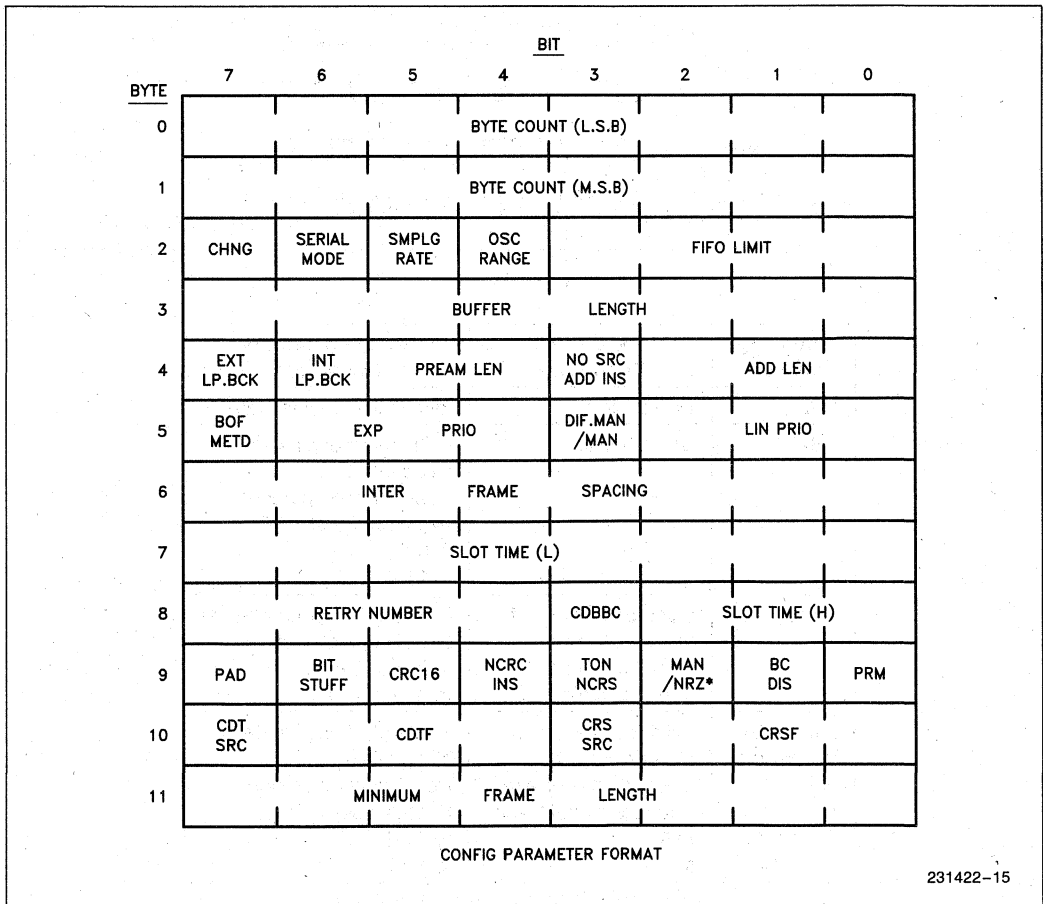 BIT
7 6 5 4 3 2 1 0
BYTE
0 BYTE COUNT (L.S.B)
1 BYTE COUNT (M.S.B)
2 CHNG SERIAL MODE SMPLG RATE OSC RANGE FIFO LIMIT
3 BUFFER LENGTH
4 EXT LP.BCK INT LP.BCK PREAM LEN NO SRC ADD INS ADD LEN
5 BOF METD EXP PRIO DIF.MAN /MAN LIN PRIO
6 INTER FRAME SPACING
7 SLOT TIME (L)
8 RETRY NUMBER CDBBC SLOT TIME (H)
9 PAD BIT STUFF CRC16 NCRC INS TON NCRS MAN /NRZ* BC DIS PRM
10 CDT SRC CDTF CRS SRC CRSF
11 MINIMUM FRAME LENGTH
CONFIG PARAMETER FORMAT
231422–15